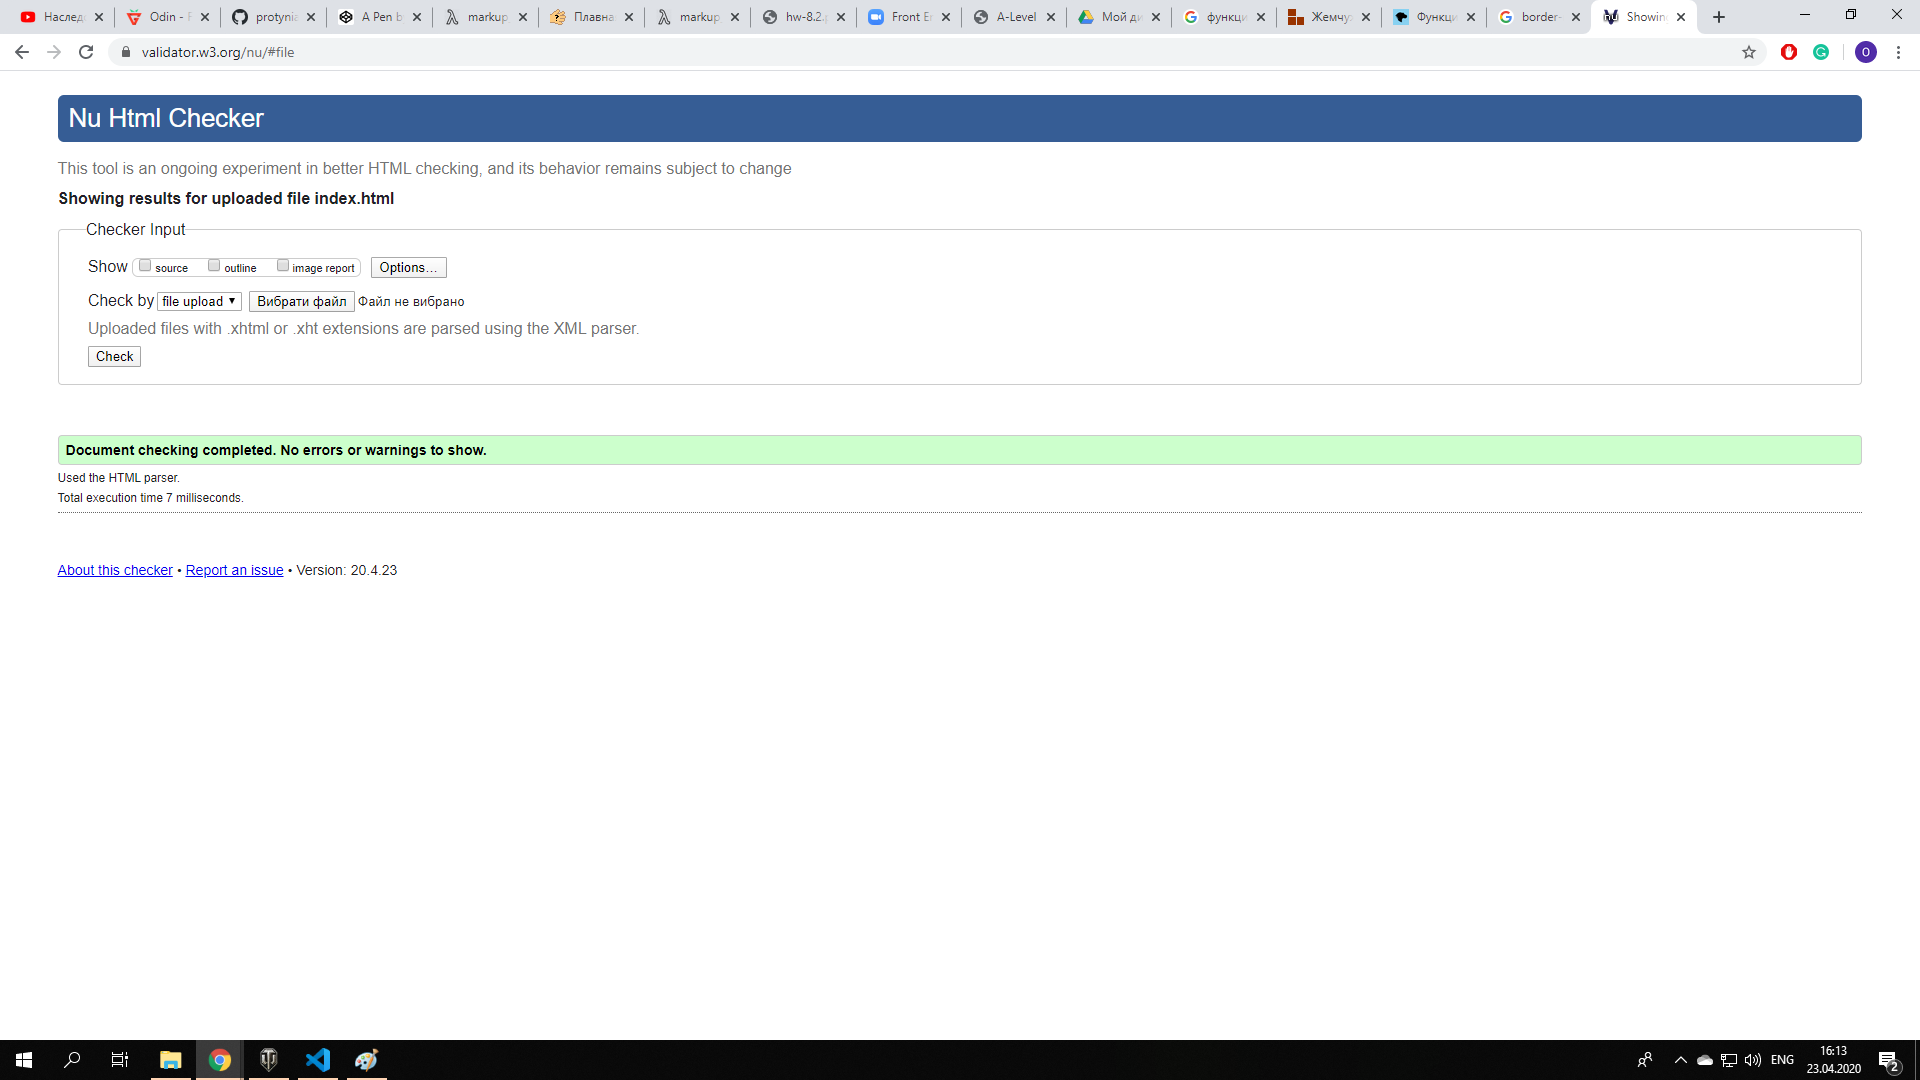 Наслед
Odin - F
protynia
A Pen b
markup
Плавна
markup
hw-8.2.
Front En
A-Level
Мой ди
функци
Жемчу
Функци
border-
Showin
validator.w3.org/nu/#file
O
Nu Html Checker
This tool is an ongoing experiment in better HTML checking, and its behavior remains subject to change
Showing results for uploaded file index.html
Checker Input
Show source outline image report Options...
Check by file upload Вибрати файл Файл не вибрано
Uploaded files with .xhtml or .xht extensions are parsed using the XML parser.
Check
Document checking completed. No errors or warnings to show.
Used the HTML parser.
Total execution time 7 milliseconds.
About this checker • Report an issue • Version: 20.4.23
ENG
16:13
23.04.2020
2